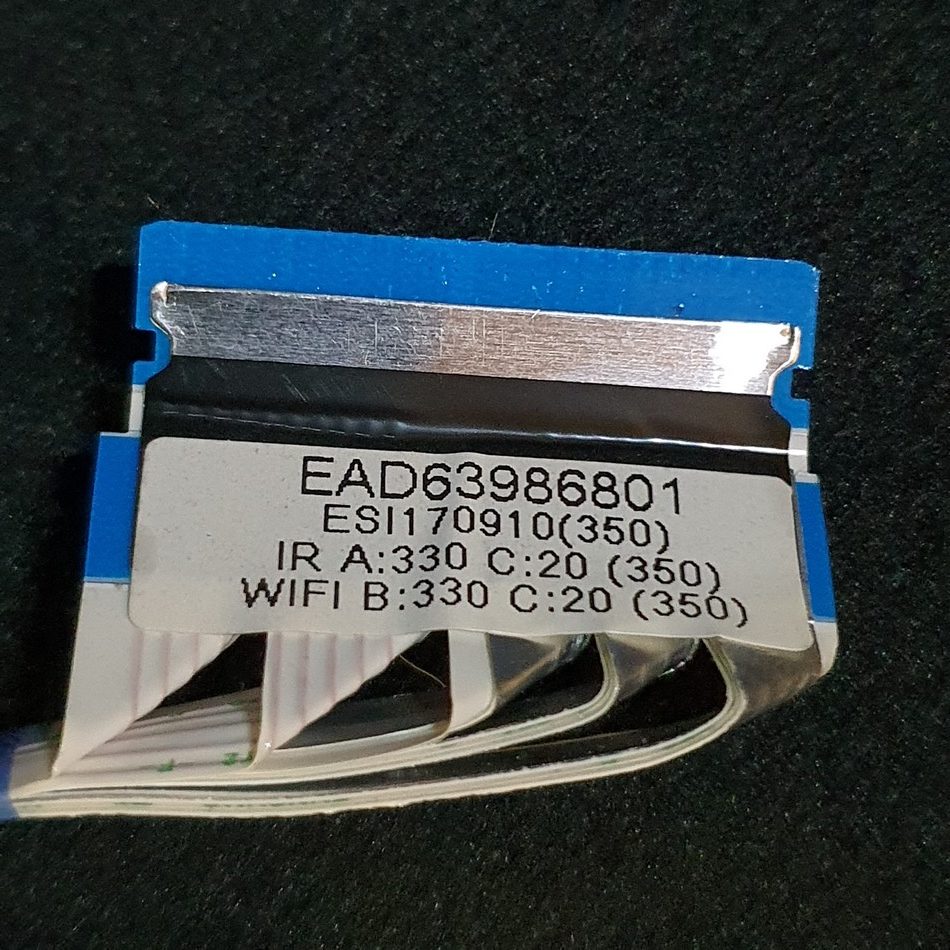 EAD63986801
ESI170910(350)
IR A:330 C:20 (350)
WIFI B:330 C:20 (350)